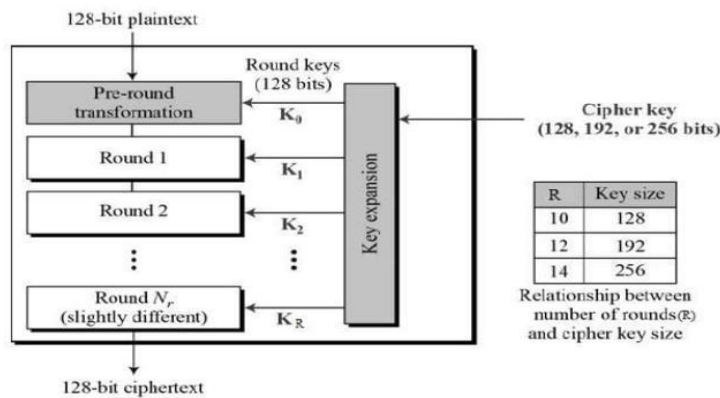 128-bit plaintext
Round keys
(128 bits)
Pre-round
transformation
K₀
Cipher key
(128, 192, or 256 bits)
Round 1
K₁
Round 2
K₂
Key expansion
Round Nᵣ
(slightly different)
K R
128-bit ciphertext
R Key size
10 128
12 192
14 256
Relationship between
number of rounds(R)
and cipher key size